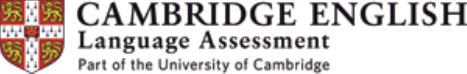 CAMBRIDGE ENGLISH
Language Assessment
Part of the University of Cambridge